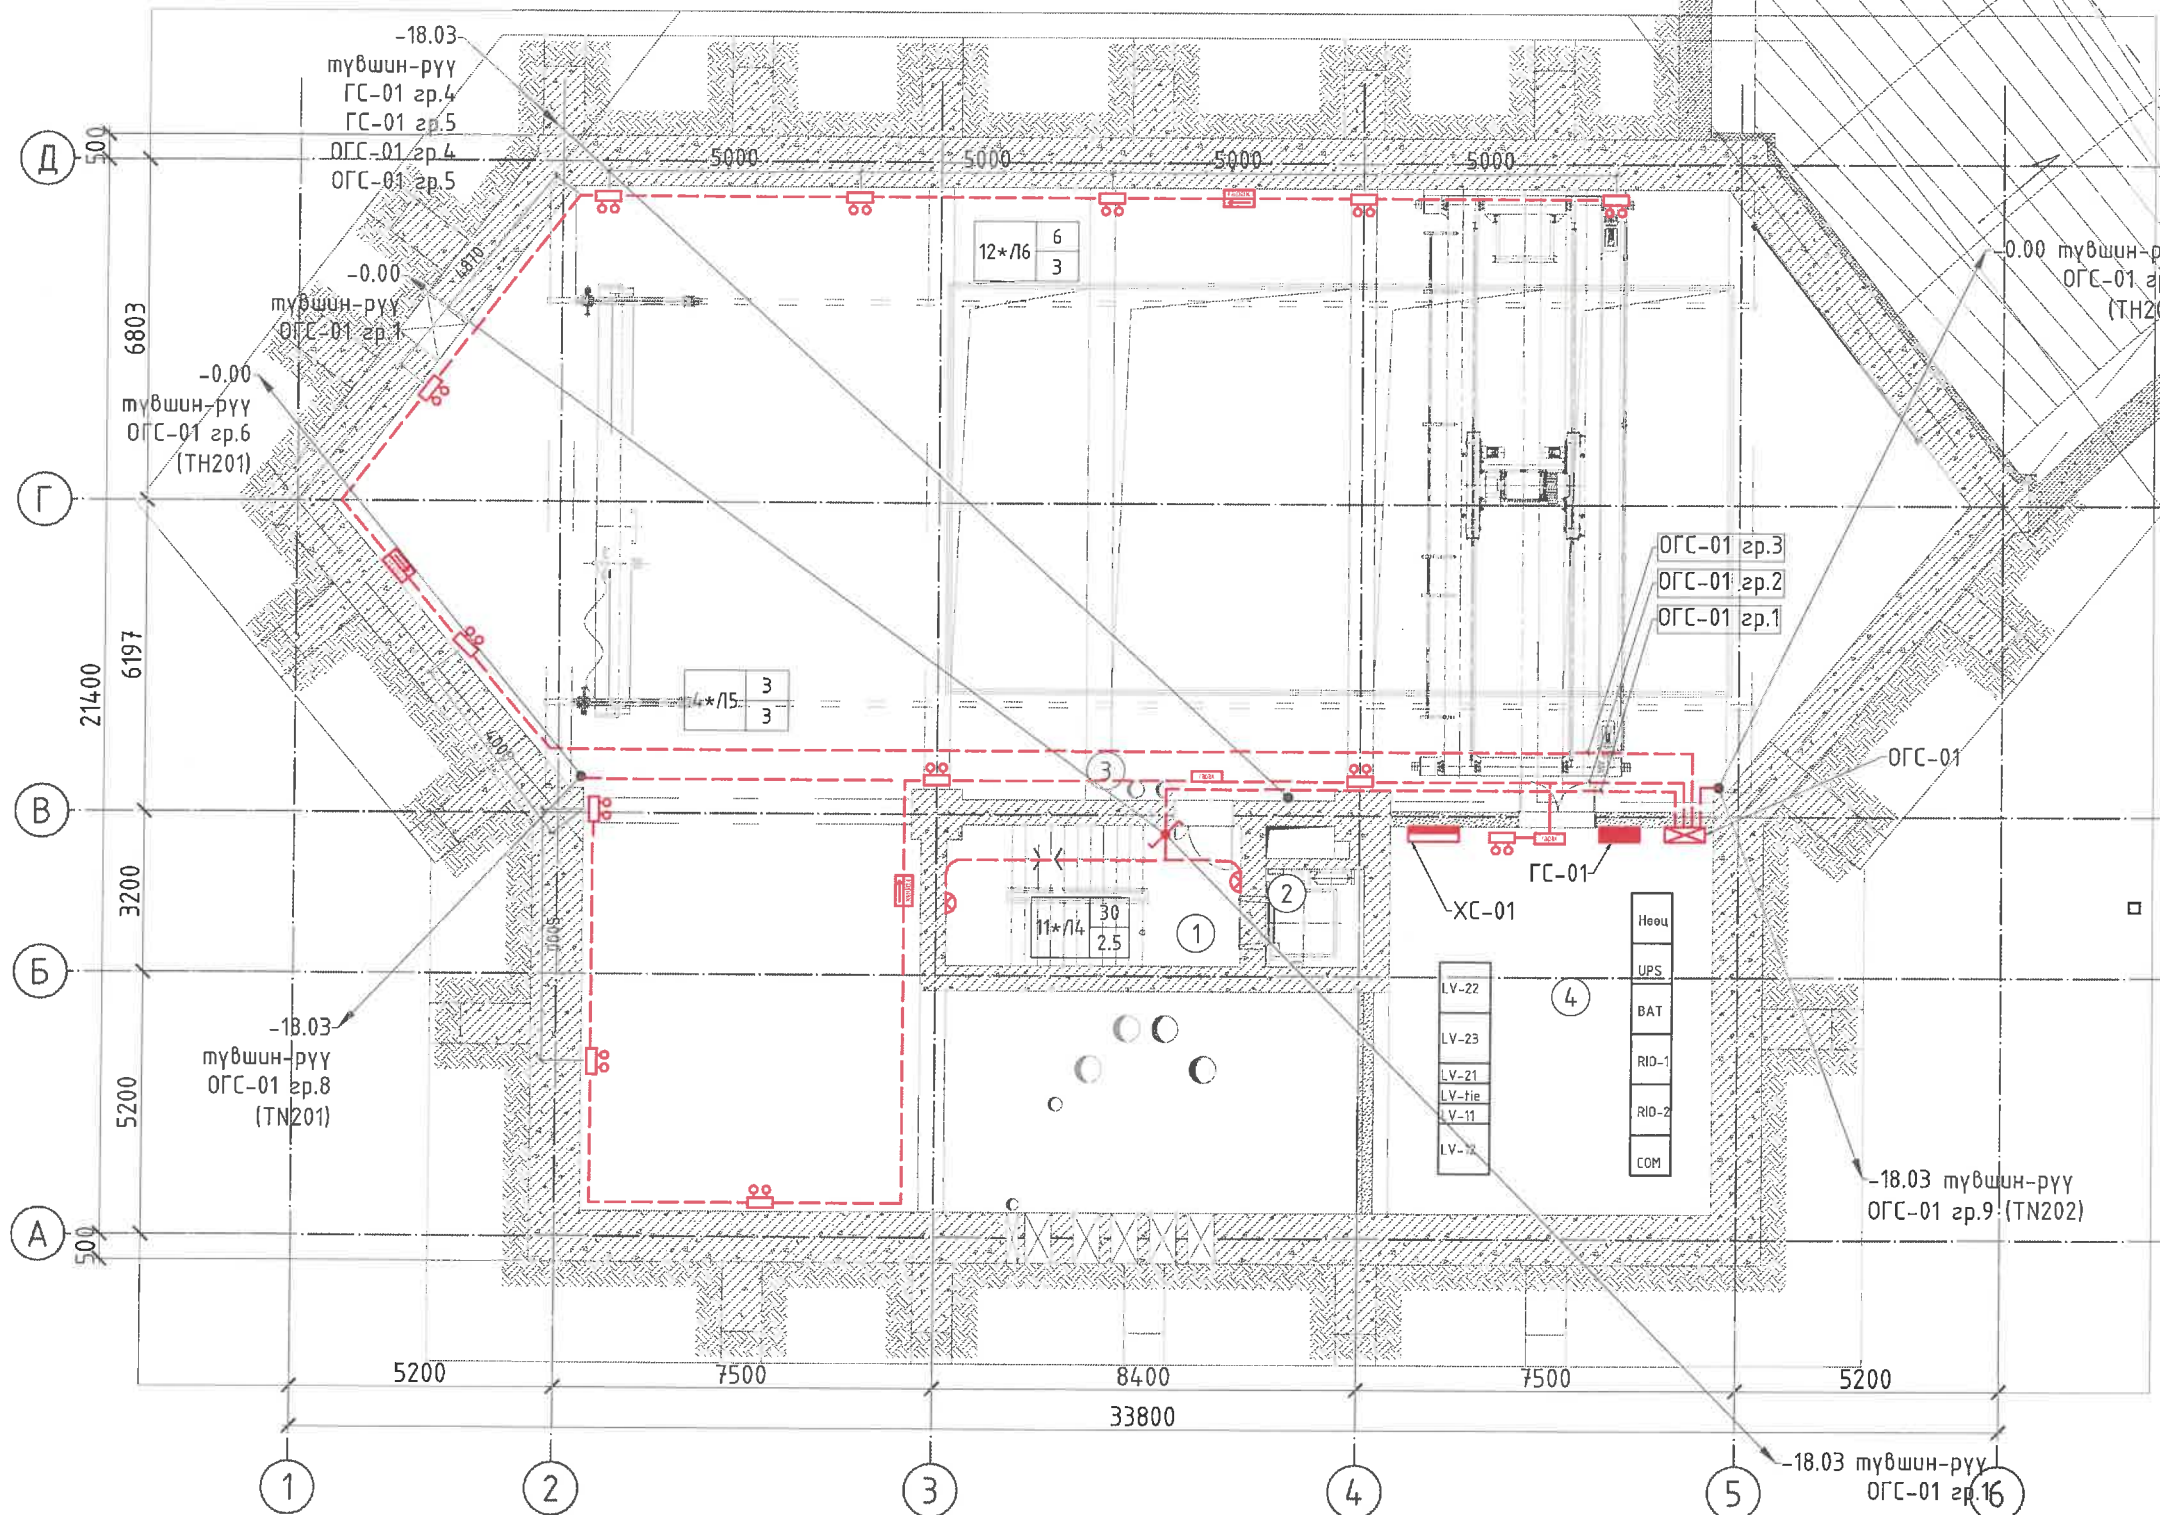 -18.03
түвшин-рүү
ГС-01 гр.4
ГС-01 гр.5
ОГС-01 гр.4
ОГС-01 гр.5
Д
500
5000
5000
5000
5000
4870
12*/Л6
6
3
-0.00
түвшин-рүү
ОГС-01 гр.1
-0.00
ОГС-01
6803
-0.00
түвшин-рүү
ОГС-01 гр.6
(TH201)
Г
ОГС-01 гр.3
ОГС-01 гр.2
ОГС-01 гр.1
6197
21400
4*/Л5
3
3
3
ОГС-01
В
3200
ГС-01
ХС-01
2
11*/Л4
30
2.5
1
5000
Нөөц
UPS
BAT
RIO-1
RIO-2
COM
LV-22
LV-23
LV-21
LV-tie
LV-11
4
Б
-18.03
түвшин-рүү
ОГС-01 гр.8
(TN201)
5200
-18.03 түвшин-рүү
ОГС-01 гр.9 (TN202)
А
500
5200
7500
8400
7500
5200
33800
-18.03 түвшин-рүү
ОГС-01
1
2
3
4
5
6